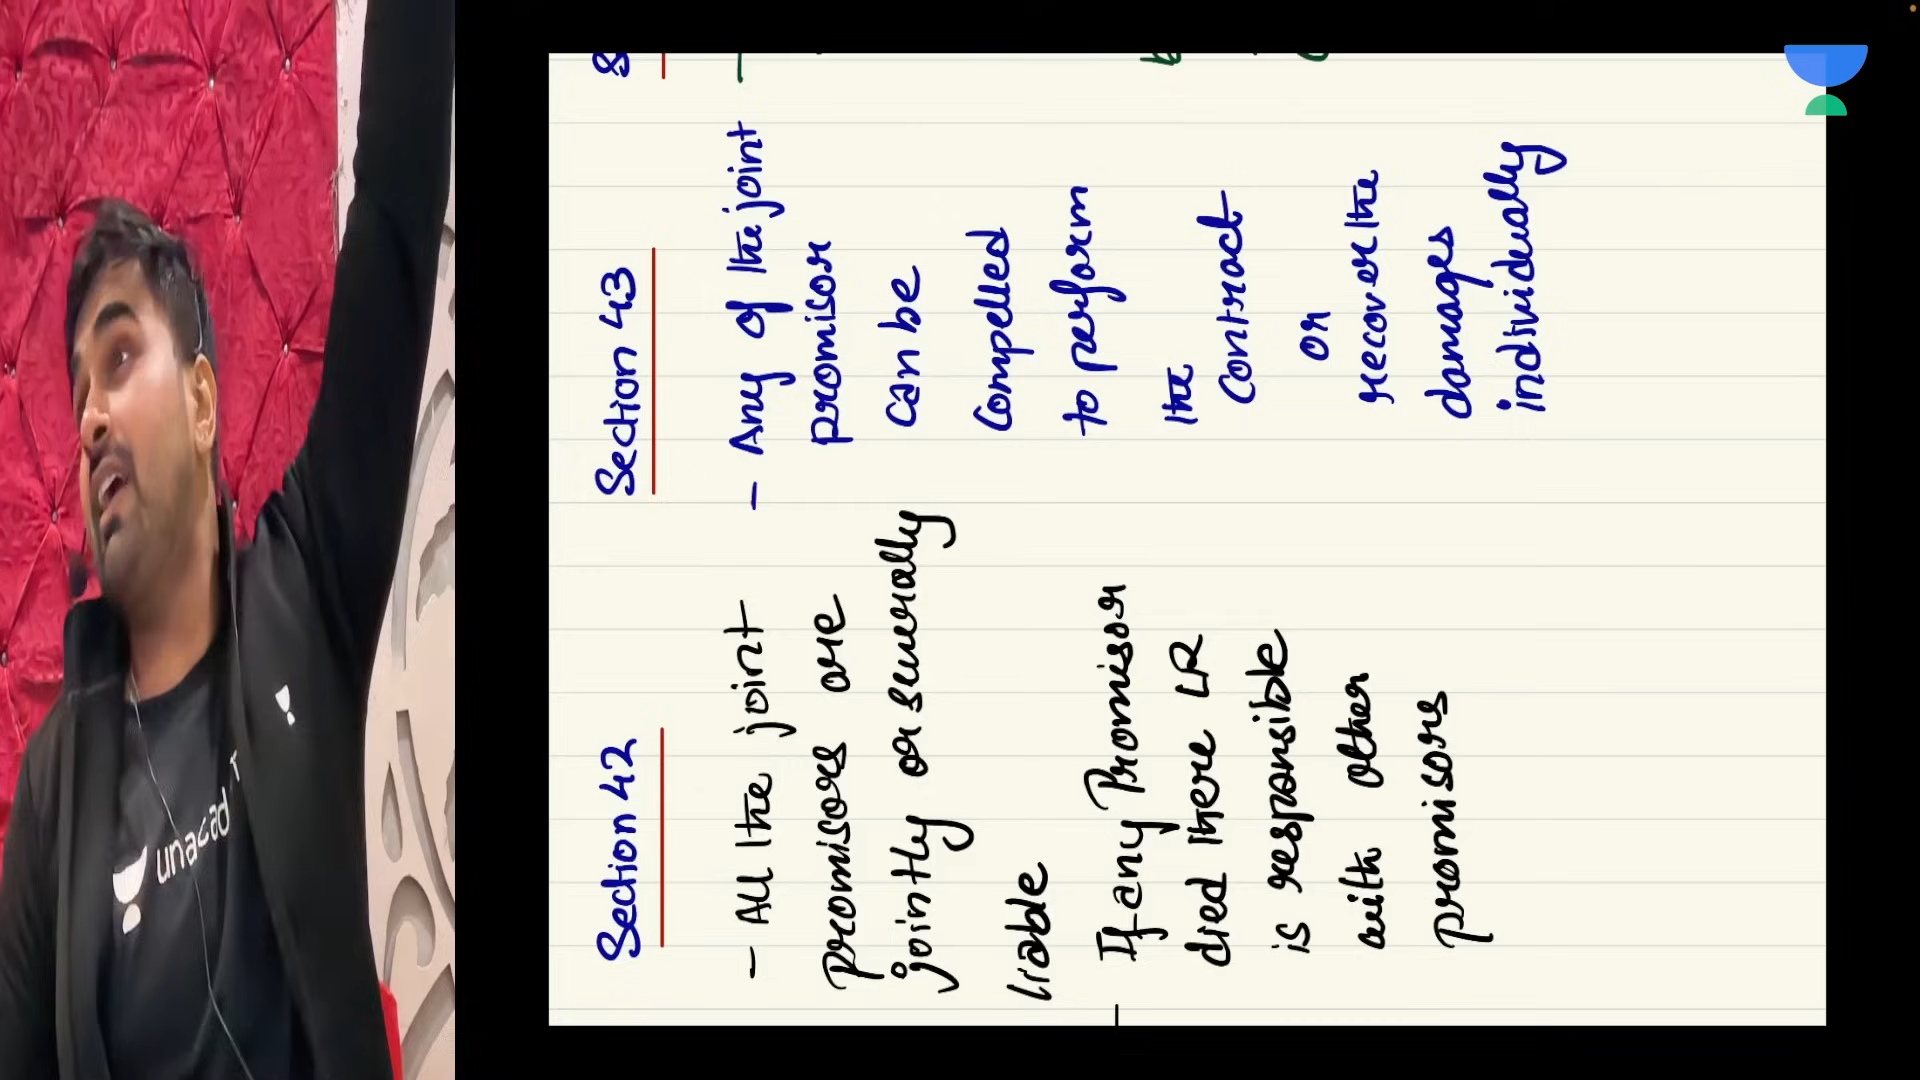 Section 42
- All the joint
promisors are
jointly or severally
liable
- If any Promisor
died there LR
is responsible
with other
promisors
Section 43
- Any of the joint
promisor
can be
Compelled
to perform
the
Contract
or
recover the
damages
individually
unacad